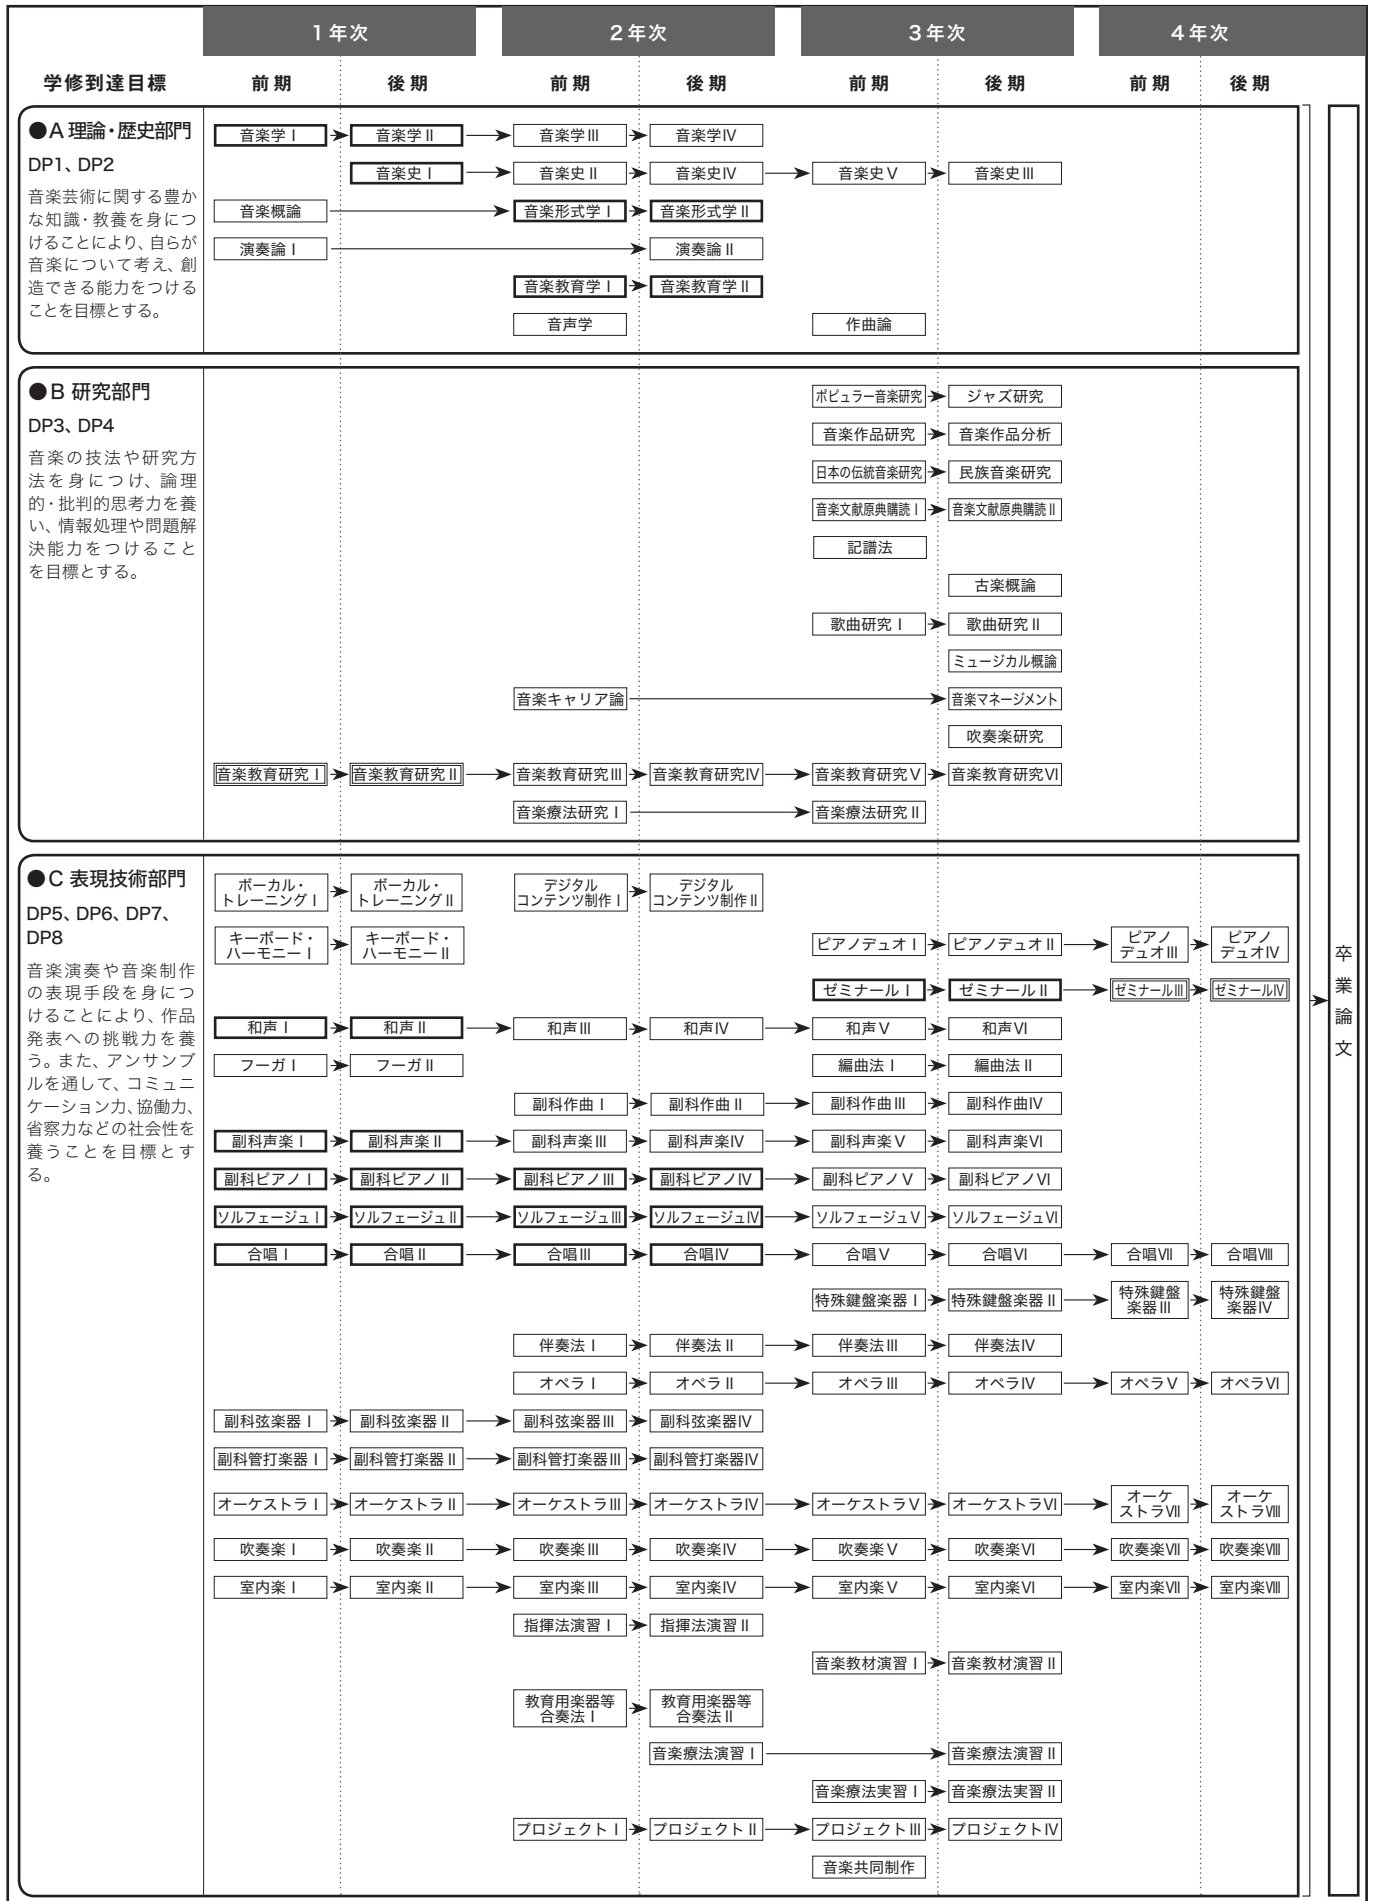 1年次 2年次 3年次 4年次
学修到達目標 前期 後期 前期 後期 前期 後期 前期 後期
●A 理論・歴史部門
DP1、DP2
音楽芸術に関する豊か
な知識・教養を身につ
けることにより、自らが
音楽について考え、創
造できる能力をつける
ことを目標とする。
音楽学Ⅰ 音楽学Ⅱ 音楽学Ⅲ 音楽学Ⅳ
音楽史Ⅰ 音楽史Ⅱ 音楽史Ⅳ 音楽史Ⅴ 音楽史Ⅲ
音楽概論 音楽形式学Ⅰ 音楽形式学Ⅱ
演奏論Ⅰ 演奏論Ⅱ
音楽教育学Ⅰ 音楽教育学Ⅱ
音声学 作曲論
●B 研究部門
DP3、DP4
音楽の技法や研究方
法を身につけ、論理
的・批判的思考力を養
い、情報処理や問題解
決能力をつけること
を目標とする。
ポピュラー音楽研究 ジャズ研究
音楽作品研究 音楽作品分析
日本の伝統音楽研究 民族音楽研究
音楽文献原典購読Ⅰ 音楽文献原典購読Ⅱ
記譜法
古楽概論
歌曲研究Ⅰ 歌曲研究Ⅱ
ミュージカル概論
音楽キャリア論 音楽マネージメント
吹奏楽研究
音楽教育研究Ⅰ 音楽教育研究Ⅱ 音楽教育研究Ⅲ 音楽教育研究Ⅳ 音楽教育研究Ⅴ 音楽教育研究Ⅵ
音楽療法研究Ⅰ 音楽療法研究Ⅱ
●C 表現技術部門
DP5、DP6、DP7、
DP8
音楽演奏や音楽制作
の表現手段を身につ
けることにより、作品
発表への挑戦力を養
う。また、アンサンブ
ルを通して、コミュニ
ケーション力、協働力、
省察力などの社会性を
養うことを目標とす
る。
ボーカル・ ボーカル・ デジタル デジタル
トレーニングⅠ トレーニングⅡ コンテンツ制作Ⅰ コンテンツ制作Ⅱ
キーボード・ キーボード・ ピアノ ピアノ
ハーモニーⅠ ハーモニーⅡ ピアノデュオⅠ ピアノデュオⅡ デュオⅢ デュオⅣ
ゼミナールⅠ ゼミナールⅡ ゼミナールⅢ ゼミナールⅣ
和声Ⅰ 和声Ⅱ 和声Ⅲ 和声Ⅳ 和声Ⅴ 和声Ⅵ
フーガⅠ フーガⅡ 編曲法Ⅰ 編曲法Ⅱ
副科作曲Ⅰ 副科作曲Ⅱ 副科作曲Ⅲ 副科作曲Ⅳ
副科声楽Ⅰ 副科声楽Ⅱ 副科声楽Ⅲ 副科声楽Ⅳ 副科声楽Ⅴ 副科声楽Ⅵ
副科ピアノⅠ 副科ピアノⅡ 副科ピアノⅢ 副科ピアノⅣ 副科ピアノⅤ 副科ピアノⅥ
ソルフェージュⅠ ソルフェージュⅡ ソルフェージュⅢ ソルフェージュⅣ ソルフェージュⅤ ソルフェージュⅥ
合唱Ⅰ 合唱Ⅱ 合唱Ⅲ 合唱Ⅳ 合唱Ⅴ 合唱Ⅵ 合唱Ⅶ 合唱Ⅷ
特殊鍵盤楽器Ⅰ 特殊鍵盤楽器Ⅱ 特殊鍵盤 特殊鍵盤
楽器Ⅲ 楽器Ⅳ
伴奏法Ⅰ 伴奏法Ⅱ 伴奏法Ⅲ 伴奏法Ⅳ
オペラⅠ オペラⅡ オペラⅢ オペラⅣ オペラⅤ オペラⅥ
副科弦楽器Ⅰ 副科弦楽器Ⅱ 副科弦楽器Ⅲ 副科弦楽器Ⅳ
副科管打楽器Ⅰ 副科管打楽器Ⅱ 副科管打楽器Ⅲ 副科管打楽器Ⅳ
オーケストラⅠ オーケストラⅡ オーケストラⅢ オーケストラⅣ オーケストラⅤ オーケストラⅥ オーケ オーケ
ストラⅦ ストラⅧ
吹奏楽Ⅰ 吹奏楽Ⅱ 吹奏楽Ⅲ 吹奏楽Ⅳ 吹奏楽Ⅴ 吹奏楽Ⅵ 吹奏楽Ⅶ 吹奏楽Ⅷ
室内楽Ⅰ 室内楽Ⅱ 室内楽Ⅲ 室内楽Ⅳ 室内楽Ⅴ 室内楽Ⅵ 室内楽Ⅶ 室内楽Ⅷ
指揮法演習Ⅰ 指揮法演習Ⅱ
音楽教材演習Ⅰ 音楽教材演習Ⅱ
教育用楽器等 教育用楽器等
合奏法Ⅰ 合奏法Ⅱ
音楽療法演習Ⅰ 音楽療法演習Ⅱ
音楽療法実習Ⅰ 音楽療法実習Ⅱ
プロジェクトⅠ プロジェクトⅡ プロジェクトⅢ プロジェクトⅣ
音楽共同制作
卒業論文